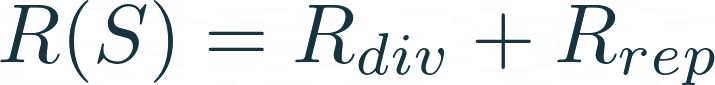 R(S) = R_{div} + R_{rep}